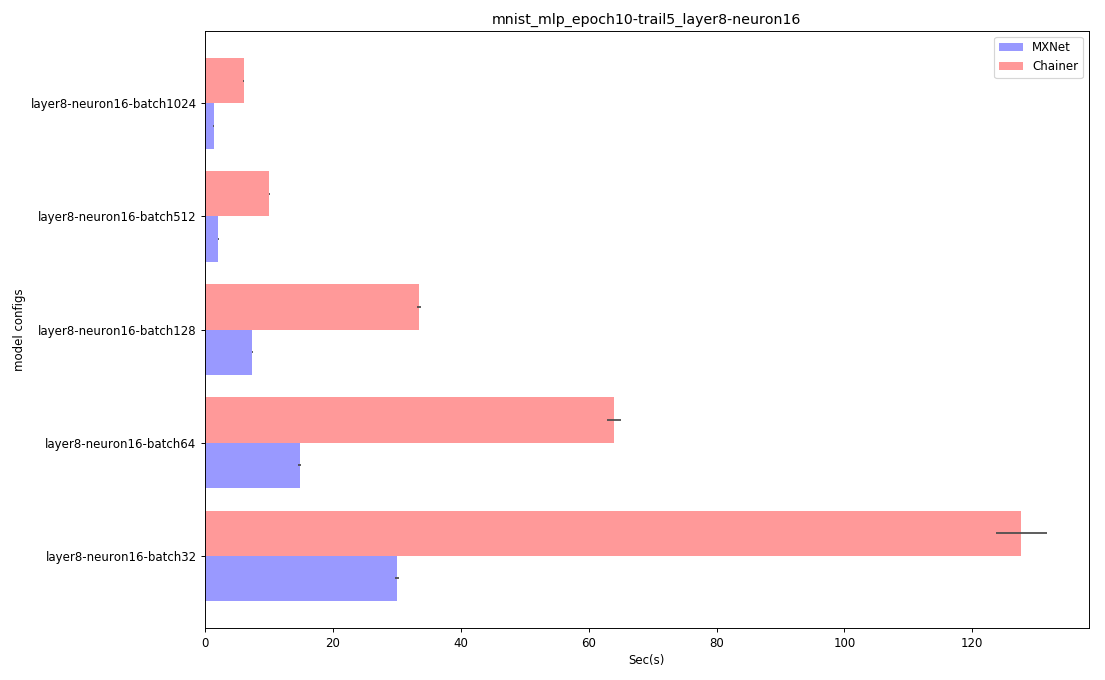 mnist_mlp_epoch10-trail5_layer8-neuron16
MXNet
Chainer
layer8-neuron16-batch1024
layer8-neuron16-batch512
layer8-neuron16-batch128
layer8-neuron16-batch64
layer8-neuron16-batch32
model configs
0 20 40 60 80 100 120
Sec(s)